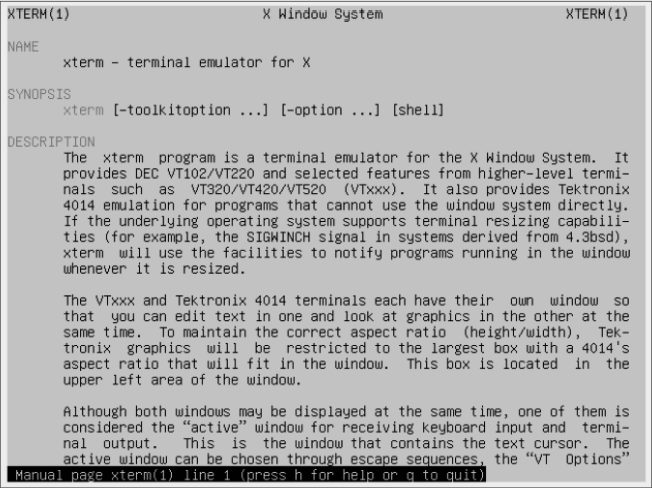 XTERM(1) X Window System XTERM(1)
NAME
xterm – terminal emulator for X
SYNOPSIS
xterm [–toolkitoption ...] [–option ...] [shell]
DESCRIPTION
The xterm program is a terminal emulator for the X Window System. It
provides DEC VT102/VT220 and selected features from higher–level termi–
nals such as VT320/VT420/VT520 (VTxxx). It also provides Tektronix
4014 emulation for programs that cannot use the window system directly.
If the underlying operating system supports terminal resizing capabili–
ties (for example, the SIGWINCH signal in systems derived from 4.3bsd),
xterm will use the facilities to notify programs running in the window
whenever it is resized.
The VTxxx and Tektronix 4014 terminals each have their own window so
that you can edit text in one and look at graphics in the other at the
same time. To maintain the correct aspect ratio (height/width), Tek–
tronix graphics will be restricted to the largest box with a 4014's
aspect ratio that will fit in the window. This box is located in the
upper left area of the window.
Although both windows may be displayed at the same time, one of them is
considered the “active” window for receiving keyboard input and termi–
nal output. This is the window that contains the text cursor. The
active window can be chosen through escape sequences, the “VT Options”
Manual page xterm(1) line 1 (press h for help or q to quit)